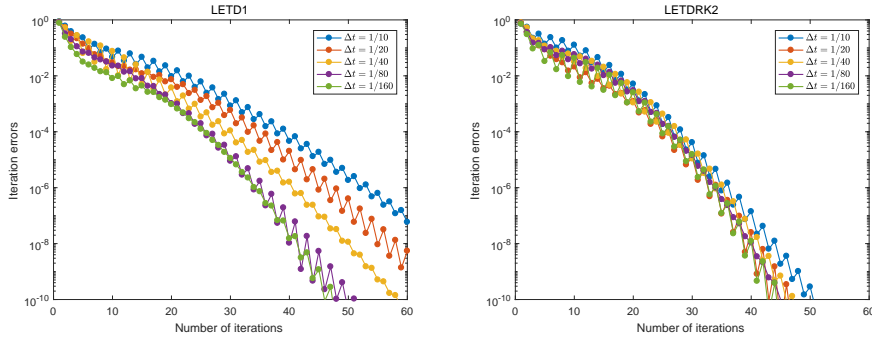 LETD1
10^0
10^-2
10^-4
10^-6
10^-8
10^-10
Iteration errors
0 10 20 30 40 50 60
Number of iterations
Δt = 1/10
Δt = 1/20
Δt = 1/40
Δt = 1/80
Δt = 1/160
LETDRK2
10^0
10^-2
10^-4
10^-6
10^-8
10^-10
Iteration errors
0 10 20 30 40 50 60
Number of iterations
Δt = 1/10
Δt = 1/20
Δt = 1/40
Δt = 1/80
Δt = 1/160